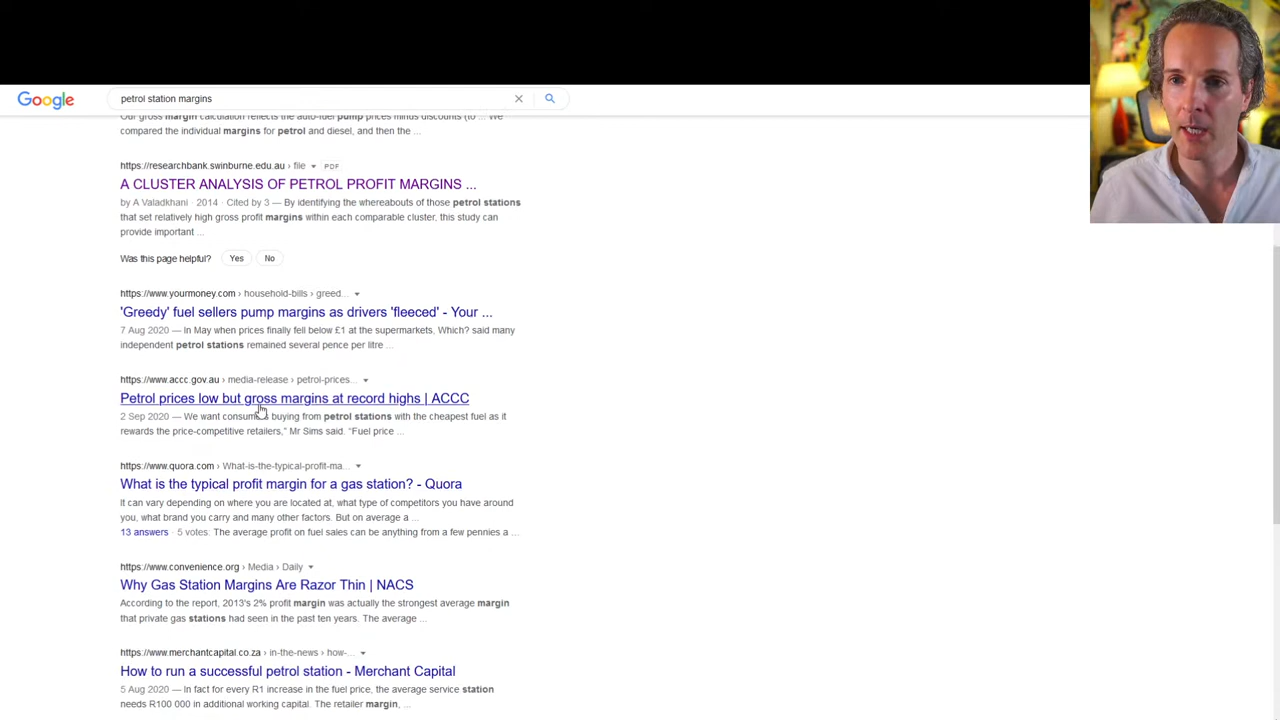 Google
petrol station margins
Our gross margin calculation reflects the auto-fuel pump prices minus discounts (to ... We
compared the individual margins for petrol and diesel, and then the ...
https://researchbank.swinburne.edu.au › file PDF
A CLUSTER ANALYSIS OF PETROL PROFIT MARGINS ...
by A Valadkhani · 2014 · Cited by 3 — By identifying the whereabouts of those petrol stations
that set relatively high gross profit margins within each comparable cluster, this study can
provide important ...
Was this page helpful? Yes No
https://www.yourmoney.com › household-bills › greed...
'Greedy' fuel sellers pump margins as drivers 'fleeced' - Your ...
7 Aug 2020 — In May when prices finally fell below £1 at the supermarkets, Which? said many
independent petrol stations remained several pence per litre ...
https://www.accc.gov.au › media-release › petrol-prices...
Petrol prices low but gross margins at record highs | ACCC
2 Sep 2020 — We want consumers buying from petrol stations with the cheapest fuel as it
rewards the price-competitive retailers," Mr Sims said. "Fuel price ...
https://www.quora.com › What-is-the-typical-profit-ma...
What is the typical profit margin for a gas station? - Quora
It can vary depending on where you are located at, what type of competitors you have around
you, what brand you carry and many other factors. But on average a ...
13 answers · 5 votes. The average profit on fuel sales can be anything from a few pennies a ...
https://www.convenience.org › Media › Daily
Why Gas Station Margins Are Razor Thin | NACS
According to the report, 2013's 2% profit margin was actually the strongest average margin
that private gas stations had seen in the past ten years. The average ...
https://www.merchantcapital.co.za › in-the-news › how-...
How to run a successful petrol station - Merchant Capital
5 Aug 2020 — In fact for every R1 increase in the fuel price, the average service station
needs R100 000 in additional working capital. The retailer margin, ...